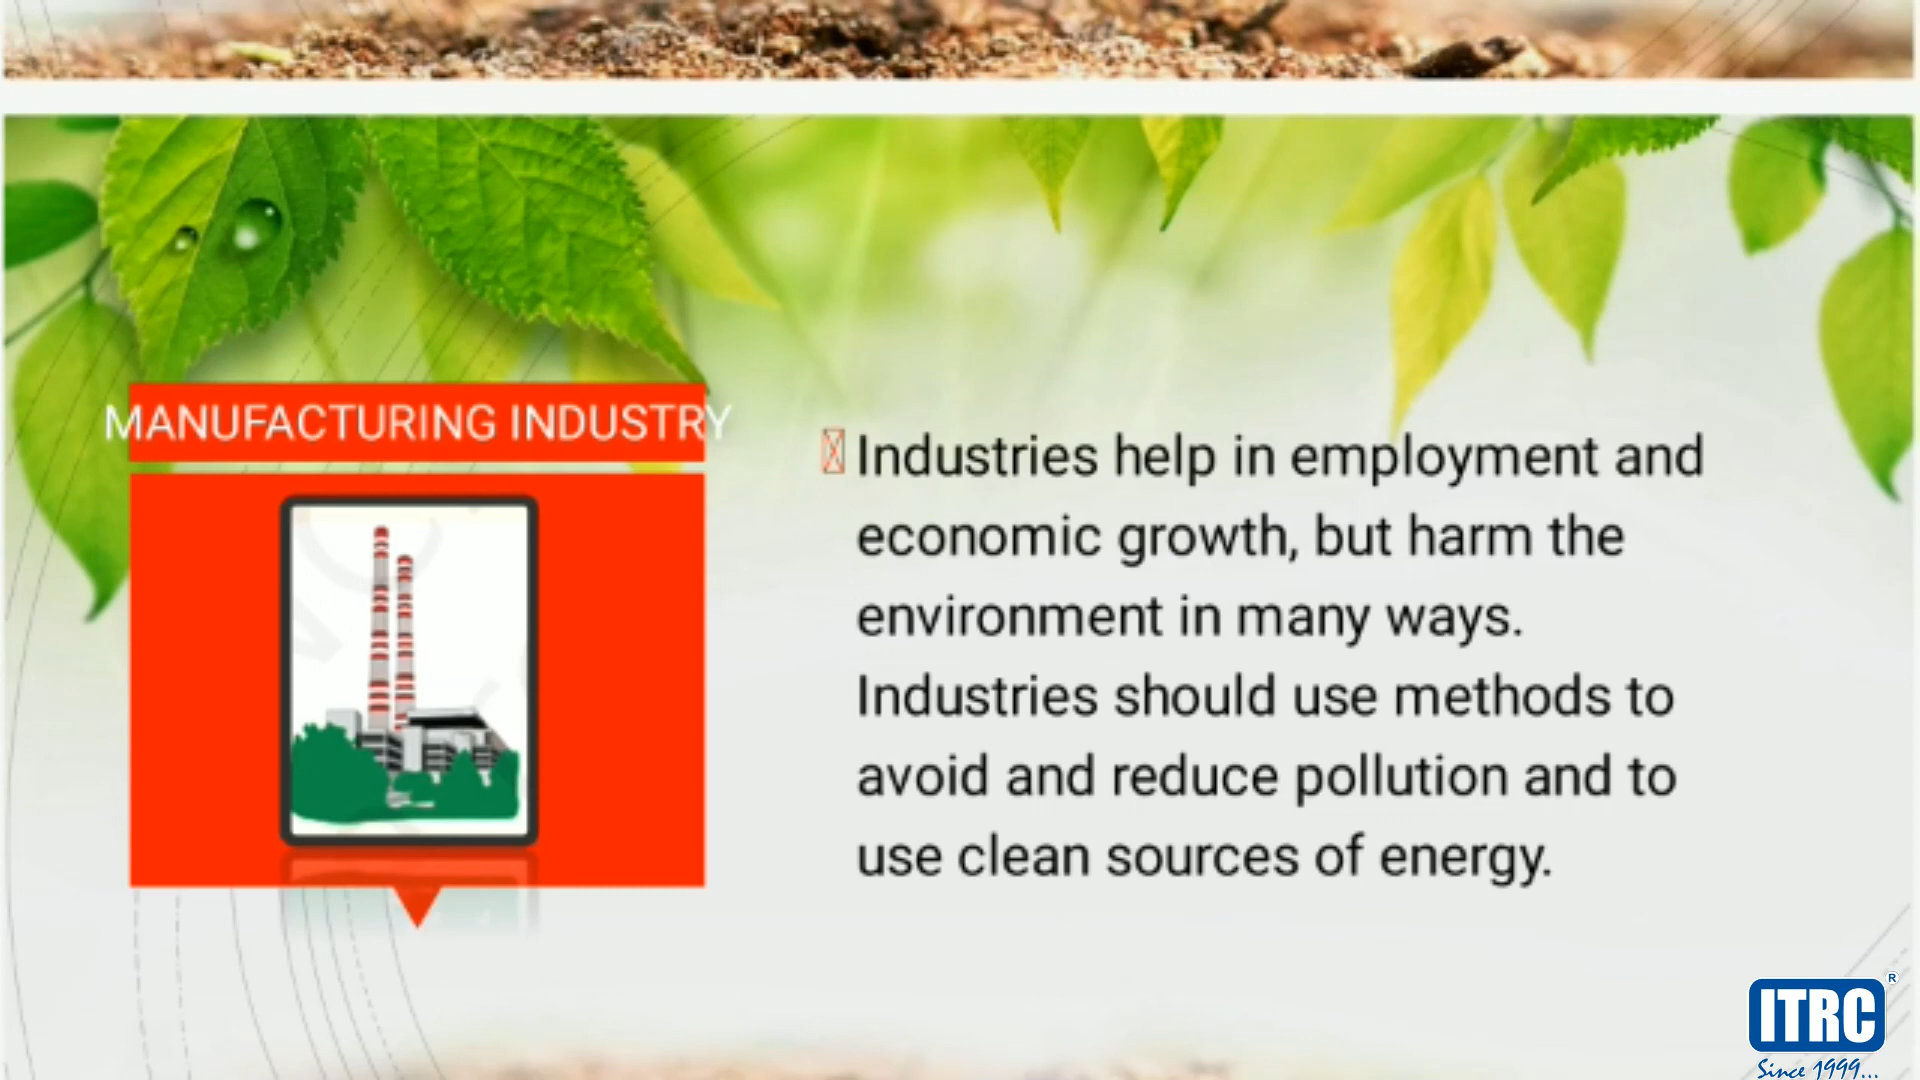 MANUFACTURING INDUSTRY
Industries help in employment and
economic growth, but harm the
environment in many ways.
Industries should use methods to
avoid and reduce pollution and to
use clean sources of energy.
ITRC®
Since 1999...